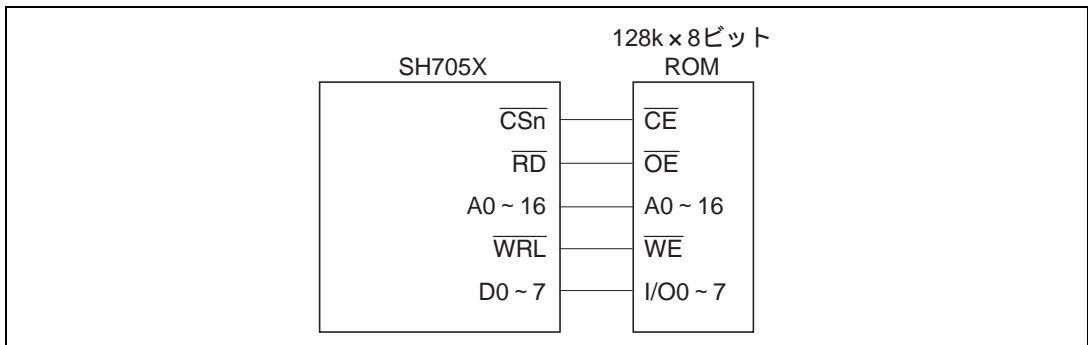 128k×8ビット
SH705X ROM
CSn CE
RD OE
A0~16 A0~16
WRL WE
D0~7 I/O0~7